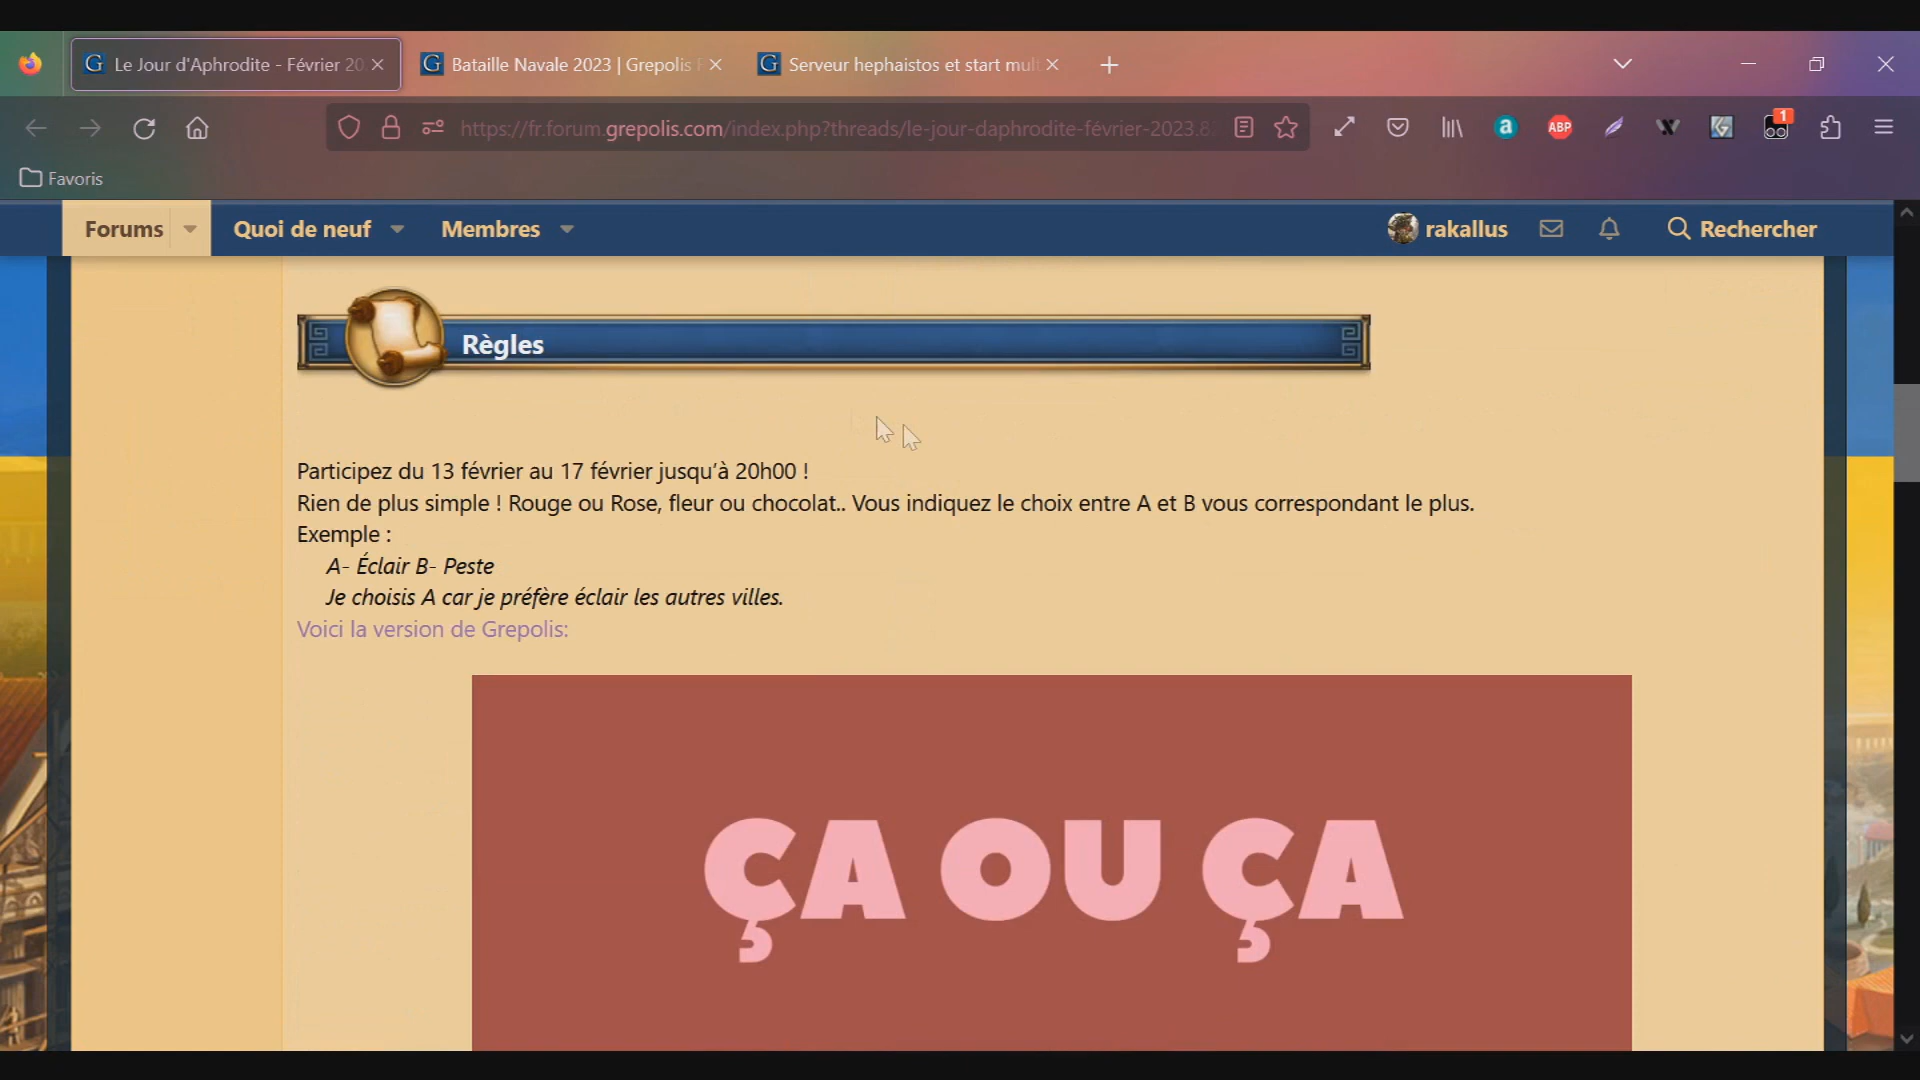 Le Jour d'Aphrodite - Février 20
Bataille Navale 2023 | Grepolis F
Serveur hephaistos et start mult
https://fr.forum.grepolis.com/index.php?threads/le-jour-daphrodite-février-2023.8
a
ABP
W
1
Favoris
Forums
Quoi de neuf
Membres
rakallus
Rechercher
Règles
Participez du 13 février au 17 février jusqu'à 20h00 !
Rien de plus simple ! Rouge ou Rose, fleur ou chocolat.. Vous indiquez le choix entre A et B vous correspondant le plus.
Exemple :
A- Éclair B- Peste
Je choisis A car je préfère éclair les autres villes.
Voici la version de Grepolis:
ÇA OU ÇA